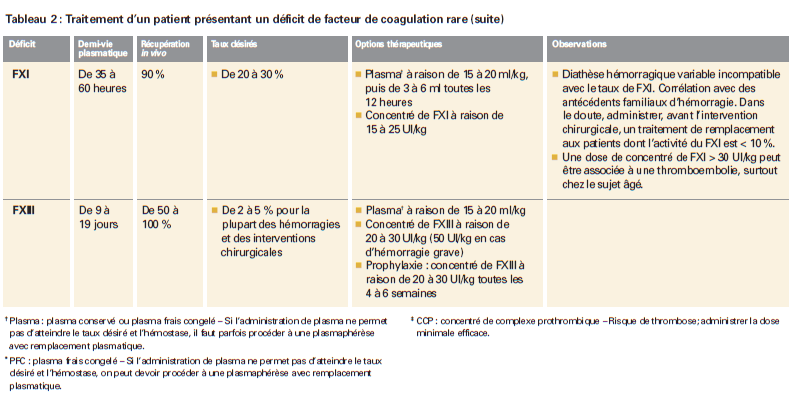 Tableau 2 : Traitement d'un patient présentant un déficit de facteur de coagulation rare (suite)
Déficit
Demi-vie
plasmatique
Récupération
in vivo
Taux désirés
Options thérapeutiques
Observations
FXI
De 35 à
60 heures
90 %
De 20 à 30 %
Plasma† à raison de 15 à 20 ml/kg,
puis de 3 à 6 ml toutes les
12 heures
Concentré de FXI à raison de
15 à 25 UI/kg
Diathèse hémorragique variable incompatible
avec le taux de FXI. Corrélation avec des
antécédents familiaux d'hémorragie. Dans
le doute, administrer, avant l'intervention
chirurgicale, un traitement de remplacement
aux patients dont l'activité du FXI est < 10 %.
Une dose de concentré de FXI > 30 UI/kg peut
être associée à une thromboembolie, surtout
chez le sujet âgé.
FXIII
De 9 à
19 jours
De 50 à
100 %
De 2 à 5 % pour la
plupart des hémorragies
et des interventions
chirurgicales
Plasma† à raison de 15 à 20 ml/kg
Concentré de FXIII à raison de
20 à 30 UI/kg (50 UI/kg en cas
d'hémorragie grave)
Prophylaxie : concentré de FXIII à
raison de 20 à 30 UI/kg toutes les
4 à 6 semaines
† Plasma : plasma conservé ou plasma frais congelé – Si l'administration de plasma ne permet
pas d'atteindre le taux désiré et l'hémostase, il faut parfois procéder à une plasmaphérèse
avec remplacement plasmatique.
* PFC : plasma frais congelé – Si l'administration de plasma ne permet pas d'atteindre le taux
désiré et l'hémostase, on peut devoir procéder à une plasmaphérèse avec remplacement
plasmatique.
‡ CCP : concentré de complexe prothrombique – Risque de thrombose; administrer la dose
minimale efficace.